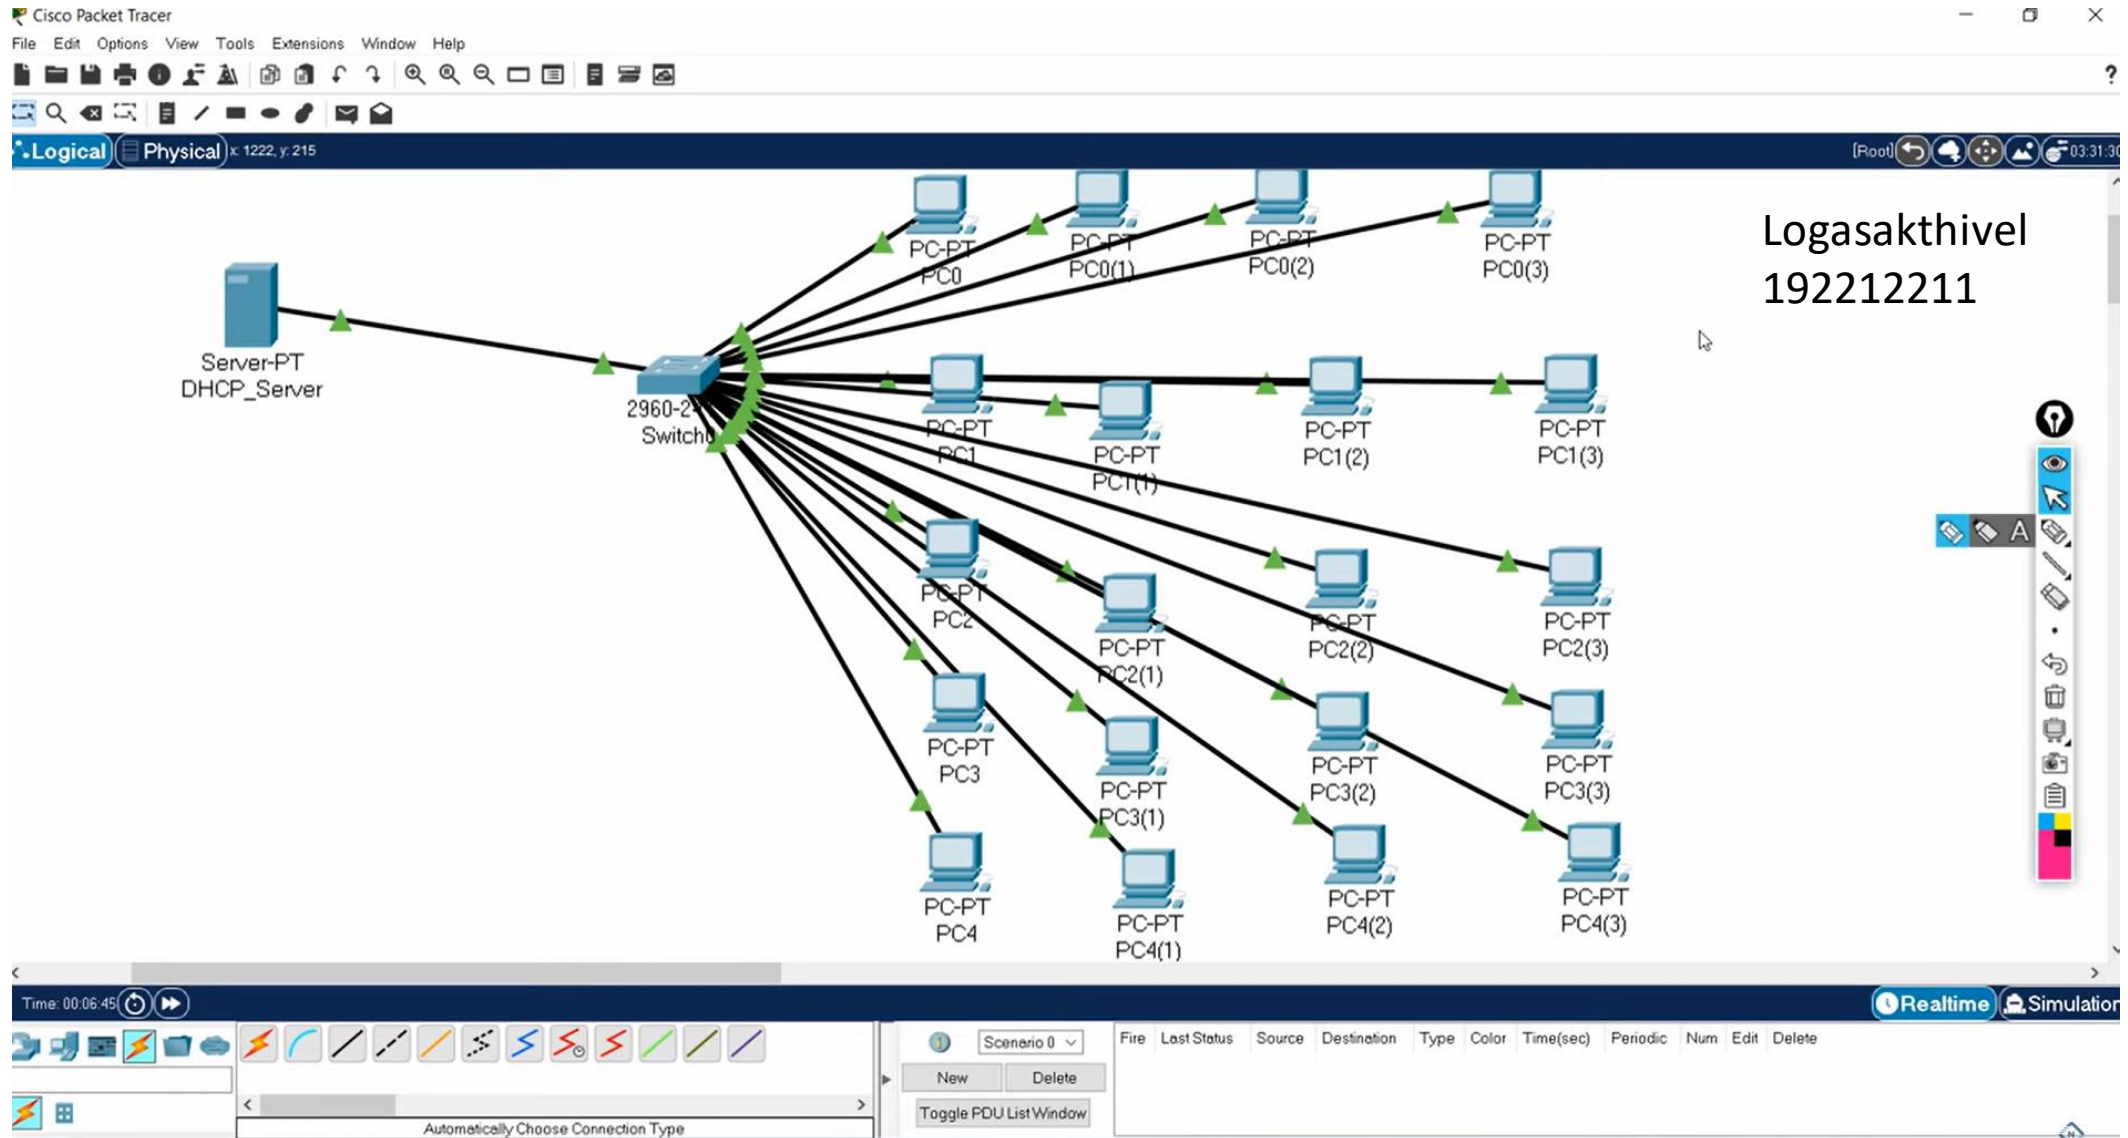 Cisco Packet Tracer
File Edit Options View Tools Extensions Window Help
?
Logical Physical x: 1222, y: 215
[Root] 03:31:30
Logasakthivel
192212211
PC-PT
PC0
PC-PT
PC0(1)
PC-PT
PC0(2)
PC-PT
PC0(3)
Server-PT
DHCP_Server
2960-2
Switch0
PC-PT
PC1
PC-PT
PC1(1)
PC-PT
PC1(2)
PC-PT
PC1(3)
A
PC-PT
PC2
PC-PT
PC2(1)
PC-PT
PC2(2)
PC-PT
PC2(3)
PC-PT
PC3
PC-PT
PC3(1)
PC-PT
PC3(2)
PC-PT
PC3(3)
PC-PT
PC4
PC-PT
PC4(1)
PC-PT
PC4(2)
PC-PT
PC4(3)
Time: 00:06:45
Realtime Simulation
Scenario 0
New Delete
Toggle PDU List Window
Fire Last Status Source Destination Type Color Time(sec) Periodic Num Edit Delete
Automatically Choose Connection Type